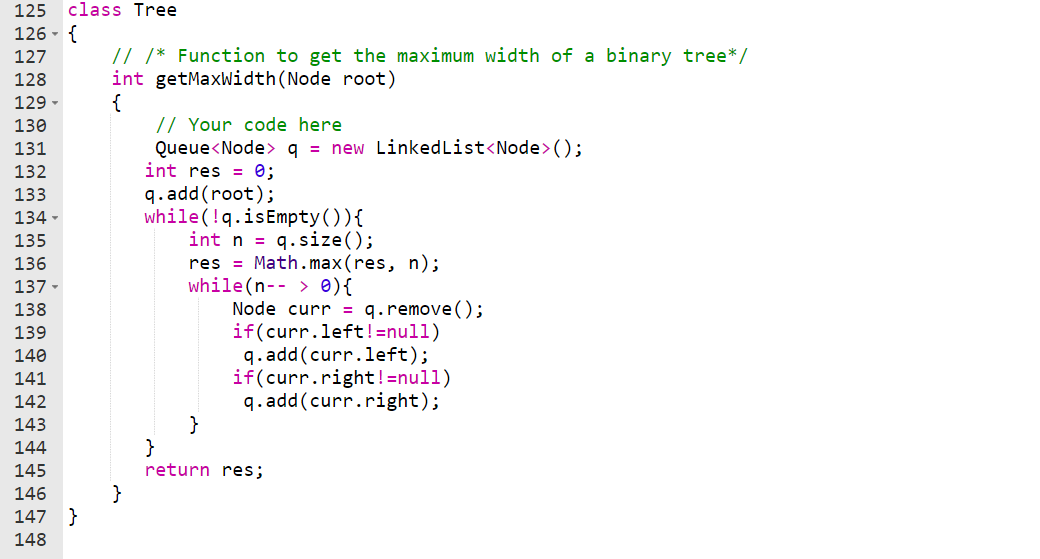 125 class Tree
126 {
127     // /* Function to get the maximum width of a binary tree*/
128     int getMaxWidth(Node root)
129     {
130         // Your code here
131         Queue<Node> q = new LinkedList<Node>();
132        int res = 0;
133        q.add(root);
134        while(!q.isEmpty()){
135            int n = q.size();
136            res = Math.max(res, n);
137            while(n-- > 0){
138                Node curr = q.remove();
139                if(curr.left!=null)
140                 q.add(curr.left);
141                if(curr.right!=null)
142                 q.add(curr.right);
143            }
144        }
145        return res;
146     }
147 }
148